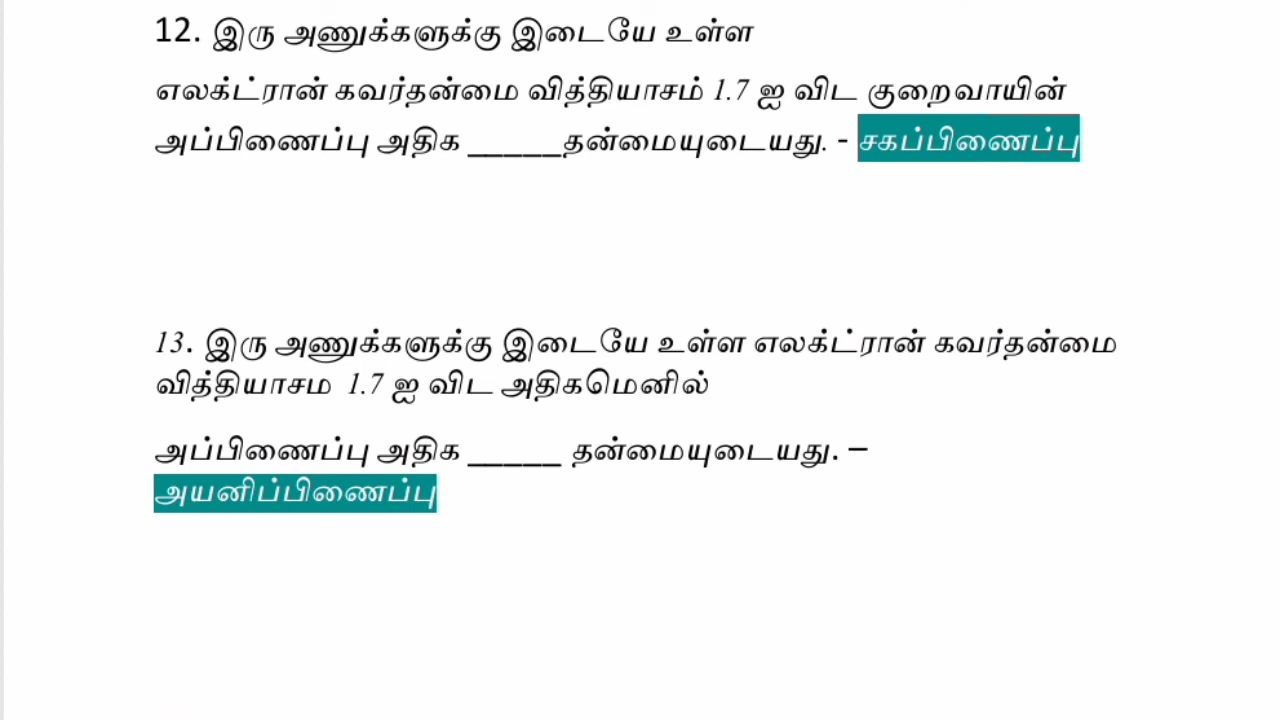 12. இரு அணுக்களுக்கு இடையே உள்ள
எலக்ட்ரான் கவர்தன்மை வித்தியாசம் 1.7 ஐ விட குறைவாயின்
அப்பிணைப்பு அதிக _____தன்மையுடையது. - சகப்பிணைப்பு
13. இரு அணுக்களுக்கு இடையே உள்ள எலக்ட்ரான் கவர்தன்மை
வித்தியாசம 1.7 ஐ விட அதிகமெனில்
அப்பிணைப்பு அதிக _____ தன்மையுடையது. –
அயனிப்பிணைப்பு